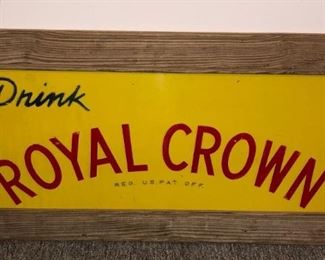 Drink
ROYAL CROWN
REG. U.S. PAT. OFF.